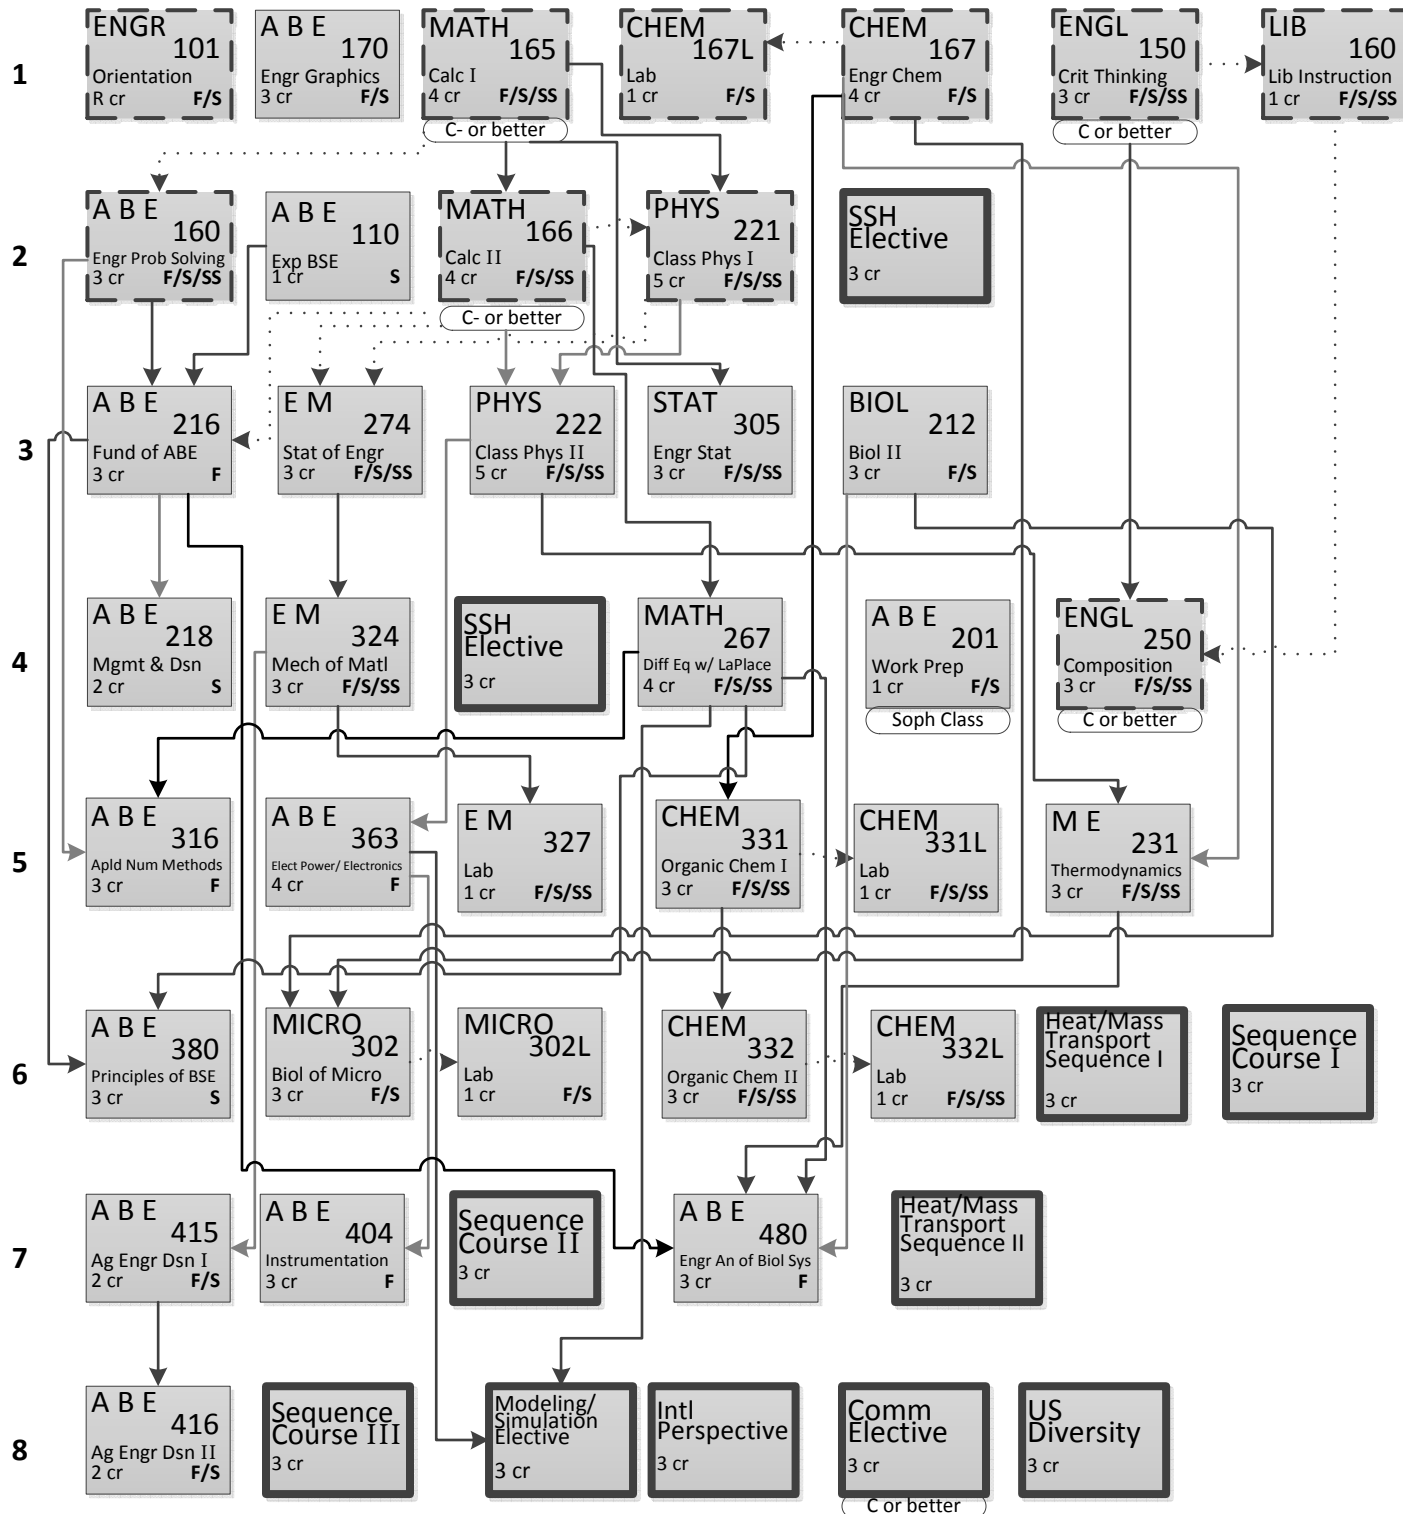 1
ENGR
101
Orientation
R cr F/S
A B E
170
Engr Graphics
3 cr F/S
MATH
165
Calc I
4 cr F/S/SS
C- or better
CHEM
167L
Lab
1 cr F/S
CHEM
167
Engr Chem
4 cr F/S
ENGL
150
Crit Thinking
3 cr F/S/SS
C or better
LIB
160
Lib Instruction
1 cr F/S/SS
2
A B E
160
Engr Prob Solving
3 cr F/S/SS
A B E
110
Exp BSE
1 cr S
MATH
166
Calc II
4 cr F/S/SS
C- or better
PHYS
221
Class Phys I
5 cr F/S/SS
SSH
Elective
3 cr
3
A B E
216
Fund of ABE
3 cr F
E M
274
Stat of Engr
3 cr F/S/SS
PHYS
222
Class Phys II
5 cr F/S/SS
STAT
305
Engr Stat
3 cr F/S/SS
BIOL
212
Biol II
3 cr F/S
4
A B E
218
Mgmt & Dsn
2 cr S
E M
324
Mech of Matl
3 cr F/S/SS
SSH
Elective
3 cr
MATH
267
Diff Eq w/ LaPlace
4 cr F/S/SS
A B E
201
Work Prep
1 cr F/S
Soph Class
ENGL
250
Composition
3 cr F/S/SS
C or better
5
A B E
316
Apld Num Methods
3 cr F
A B E
363
Elect Power/ Electronics
4 cr F
E M
327
Lab
1 cr F/S/SS
CHEM
331
Organic Chem I
3 cr F/S/SS
CHEM
331L
Lab
1 cr F/S/SS
M E
231
Thermodynamics
3 cr F/S/SS
6
A B E
380
Principles of BSE
3 cr S
MICRO
302
Biol of Micro
3 cr F/S
MICRO
302L
Lab
1 cr F/S
CHEM
332
Organic Chem II
3 cr F/S/SS
CHEM
332L
Lab
1 cr F/S/SS
Heat/Mass
Transport
Sequence I
3 cr
Sequence
Course I
3 cr
7
A B E
415
Ag Engr Dsn I
2 cr F/S
A B E
404
Instrumentation
3 cr F
Sequence
Course II
3 cr
A B E
480
Engr An of Biol Sys
3 cr F
Heat/Mass
Transport
Sequence II
3 cr
8
A B E
416
Ag Engr Dsn II
2 cr F/S
Sequence
Course III
3 cr
Modeling/
Simulation
Elective
3 cr
Intl
Perspective
3 cr
Comm
Elective
3 cr
C or better
US
Diversity
3 cr